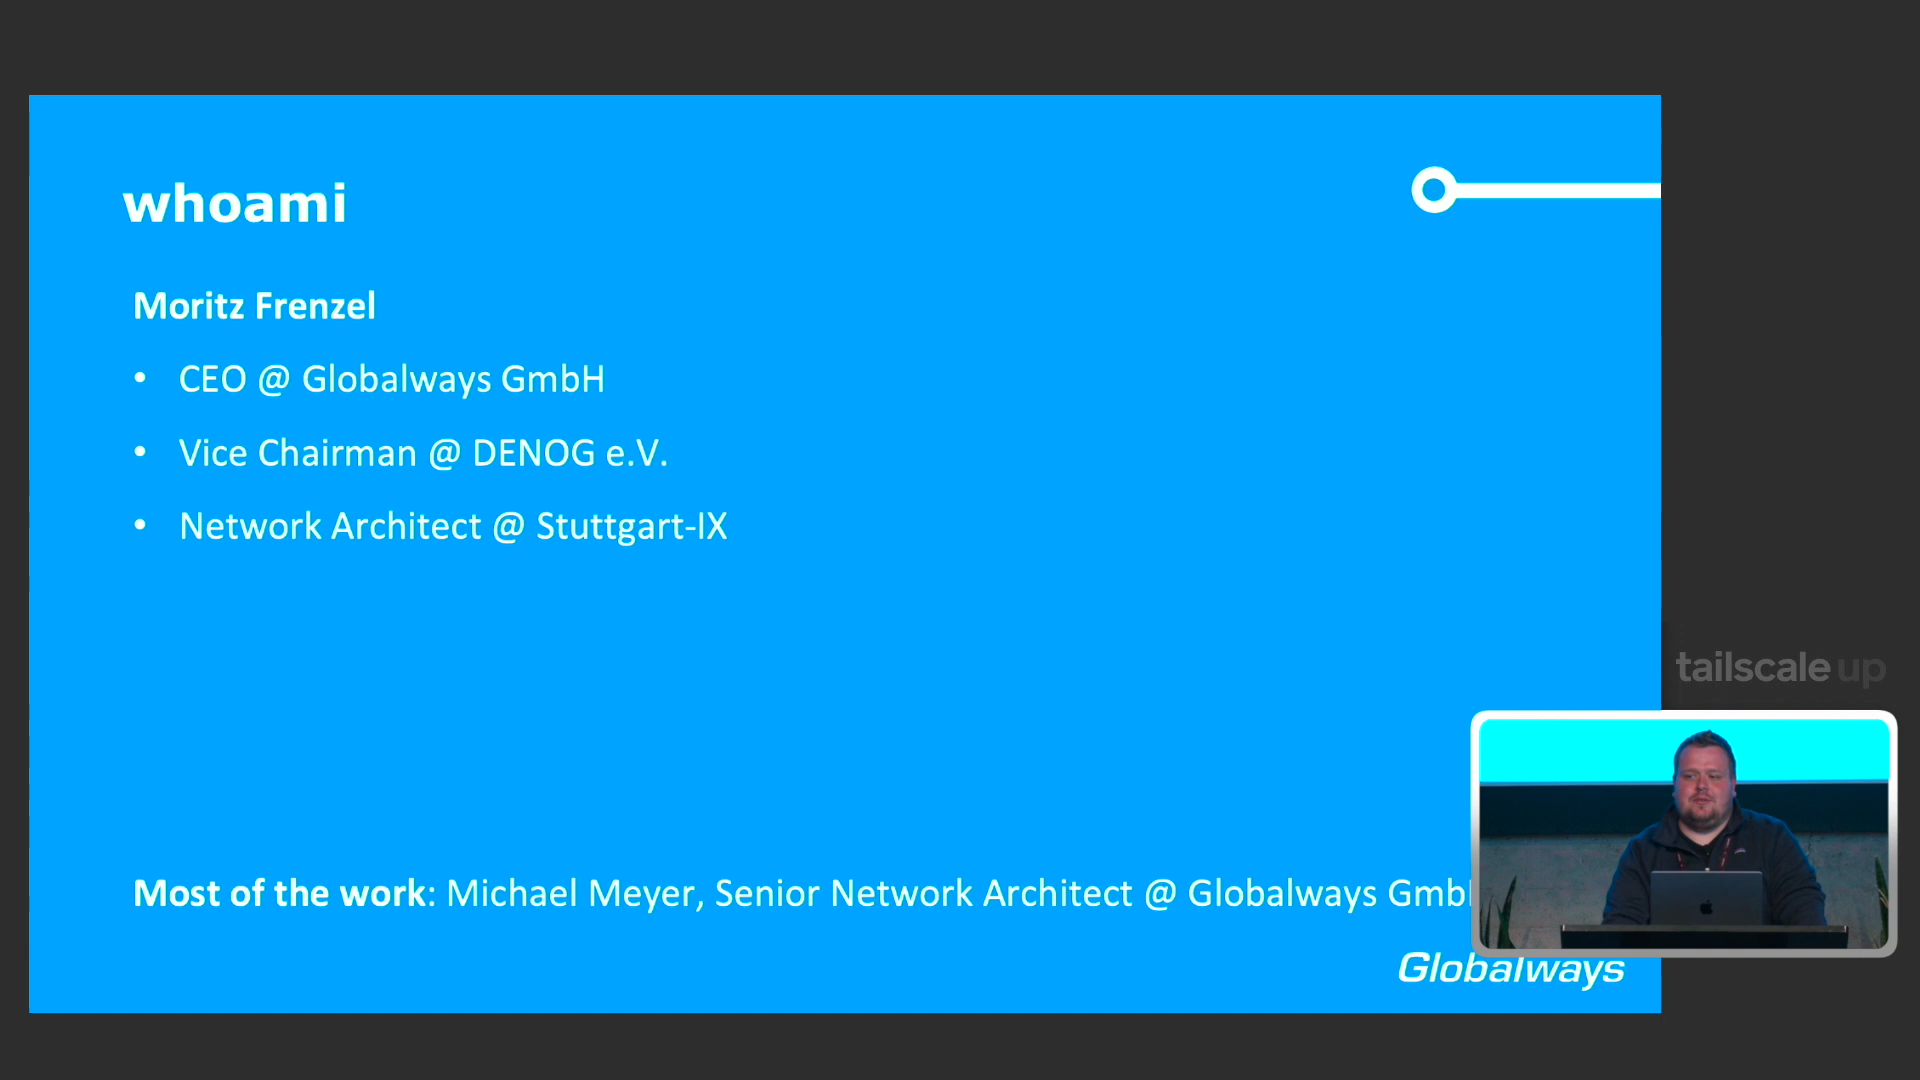 whoami
Moritz Frenzel
• CEO @ Globalways GmbH
• Vice Chairman @ DENOG e.V.
• Network Architect @ Stuttgart-IX
tailscale up
Most of the work: Michael Meyer, Senior Network Architect @ Globalways
Globalways